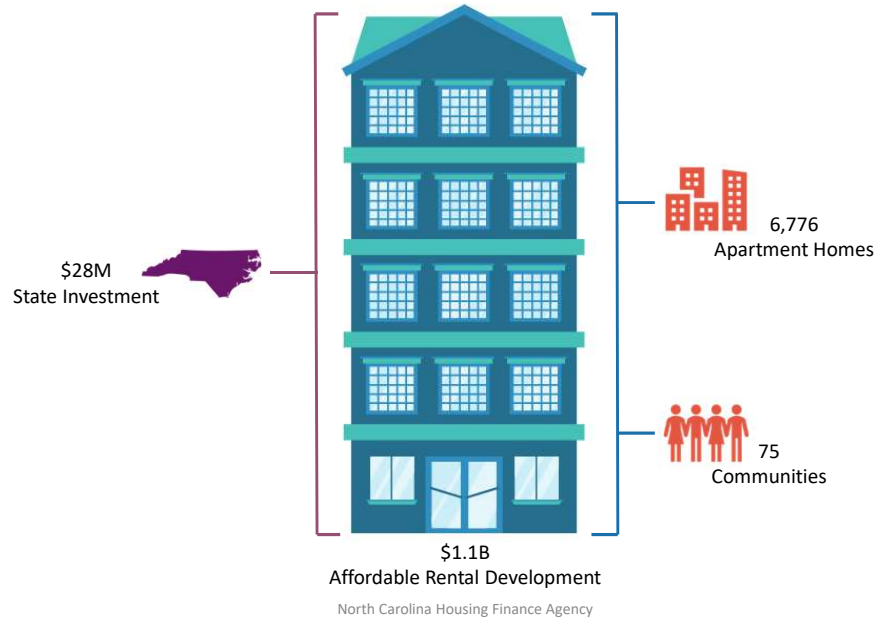 $28M
State Investment
6,776
Apartment Homes
75
Communities
$1.1B
Affordable Rental Development
North Carolina Housing Finance Agency